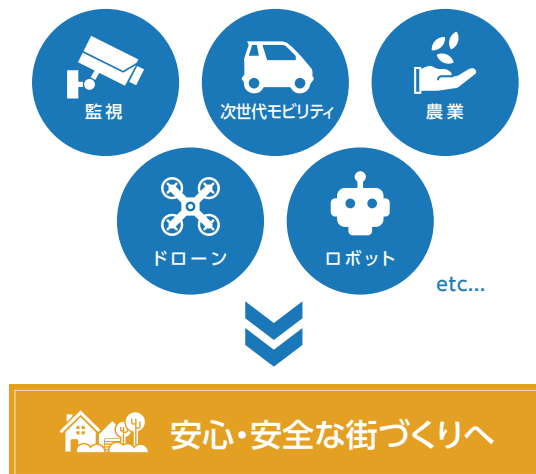 監視
次世代モビリティ
農業
ドローン
ロボット
etc...
安心・安全な街づくりへ